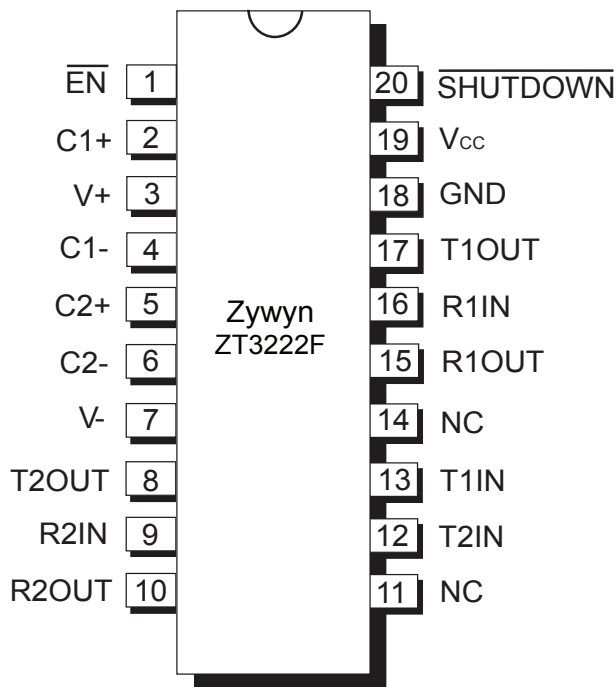 EN 1 20 SHUTDOWN
C1+ 2 19 Vcc
V+ 3 18 GND
C1- 4 17 T1OUT
C2+ 5 16 R1IN
Zywyn
ZT3222F
C2- 6 15 R1OUT
V- 7 14 NC
T2OUT 8 13 T1IN
R2IN 9 12 T2IN
R2OUT 10 11 NC